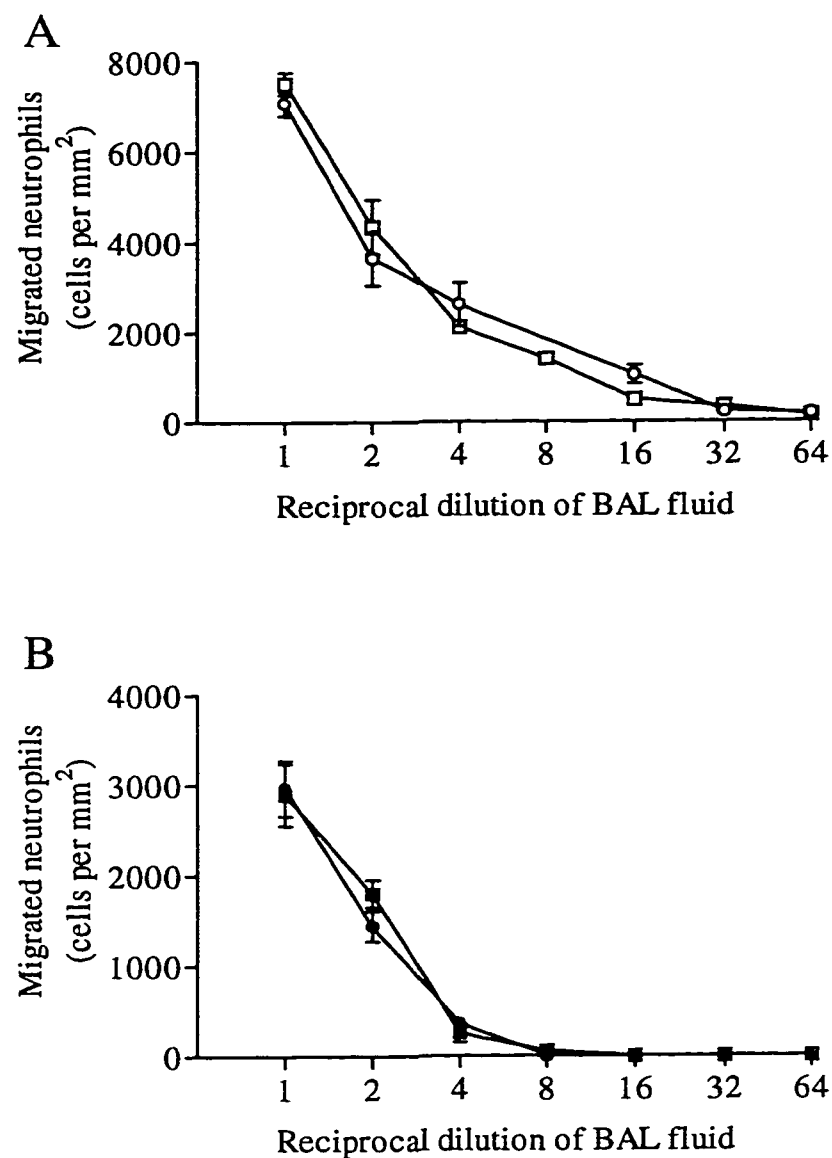 A
8000
6000
4000
2000
0
Migrated neutrophils
(cells per mm²)
1 2 4 8 16 32 64
Reciprocal dilution of BAL fluid
B
4000
3000
2000
1000
0
Migrated neutrophils
(cells per mm²)
1 2 4 8 16 32 64
Reciprocal dilution of BAL fluid